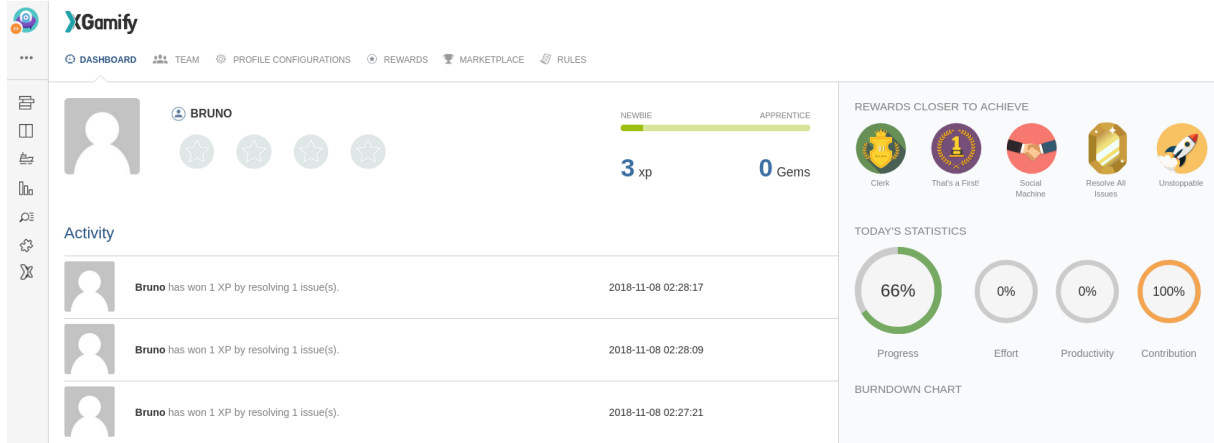 XGamify
DASHBOARD TEAM PROFILE CONFIGURATIONS REWARDS MARKETPLACE RULES
BRUNO
NEWBIE APPRENTICE
3 xp 0 Gems
Activity
Bruno has won 1 XP by resolving 1 issue(s). 2018-11-08 02:28:17
Bruno has won 1 XP by resolving 1 issue(s). 2018-11-08 02:28:09
Bruno has won 1 XP by resolving 1 issue(s). 2018-11-08 02:27:21
REWARDS CLOSER TO ACHIEVE
1
Clerk That's a First! Social Machine Resolve All Issues Unstoppable
TODAY'S STATISTICS
66% 0% 0% 100%
Progress Effort Productivity Contribution
BURNDOWN CHART